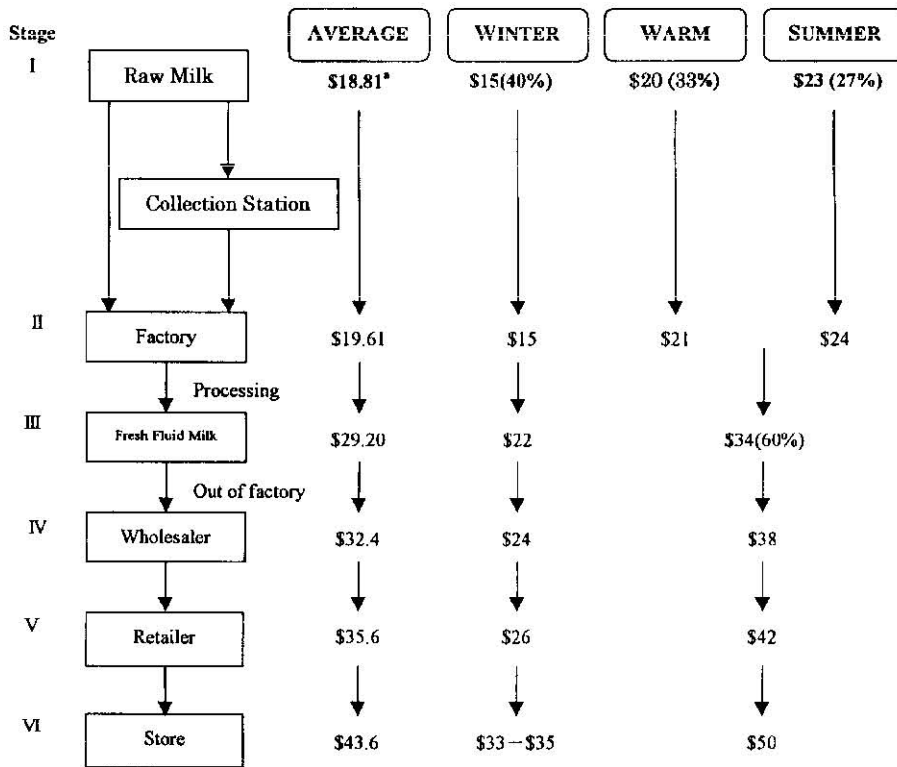 Stage AVERAGE WINTER WARM SUMMER
I Raw Milk $18.81ᵃ $15(40%) $20 (33%) $23 (27%)
Collection Station
II Factory $19.61 $15 $21 $24
Processing
III Fresh Fluid Milk $29.20 $22 $34(60%)
Out of factory
IV Wholesaler $32.4 $24 $38
V Retailer $35.6 $26 $42
VI Store $43.6 $33－$35 $50